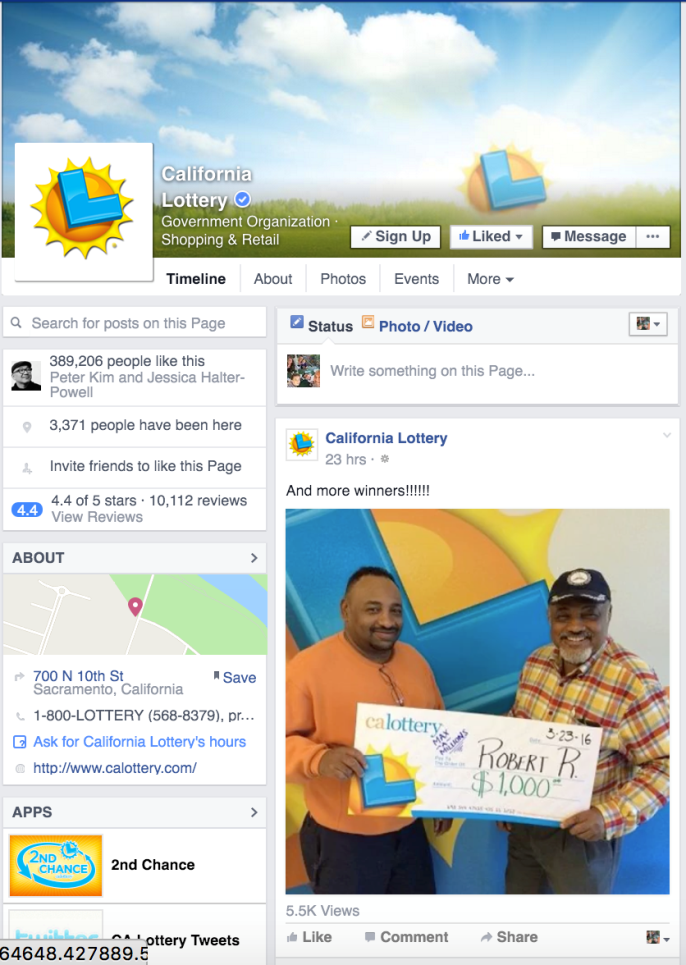 California
Lottery
Government Organization ·
Shopping & Retail
Sign Up
Liked
Message
Timeline
About
Photos
Events
More
Search for posts on this Page
389,206 people like this
Peter Kim and Jessica Halter-
Powell
3,371 people have been here
Invite friends to like this Page
4.4
4.4 of 5 stars · 10,112 reviews
View Reviews
ABOUT
700 N 10th St
Save
Sacramento, California
1-800-LOTTERY (568-8379), pr...
Ask for California Lottery's hours
http://www.calottery.com/
APPS
2ND
CHANCE
2nd Chance
twitter
CA Lottery Tweets
64648.427889.5
Status
Photo / Video
Write something on this Page...
California Lottery
23 hrs ·
And more winners!!!!!!
calottery
MAX
A
MILLIONS
3-23-16
ROBERT R.
$1,000
5.5K Views
Like
Comment
Share